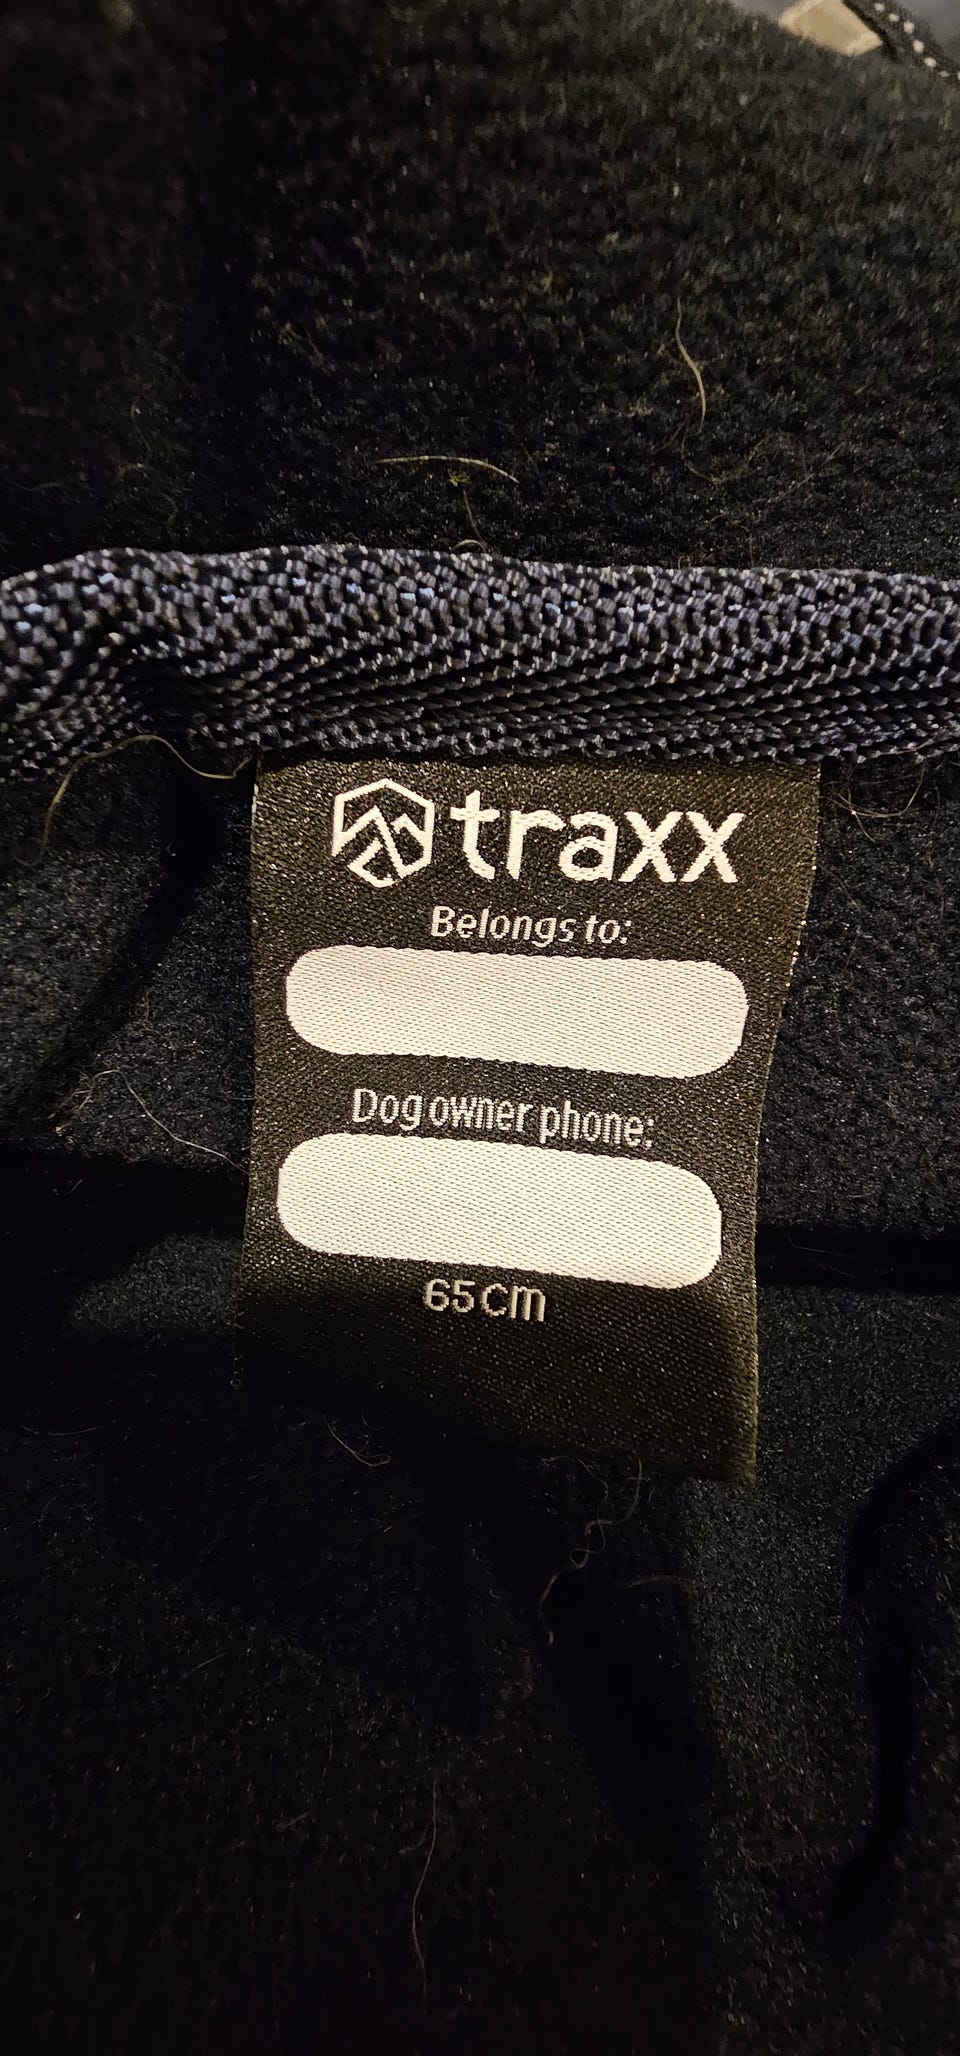 traxx
Belongs to:
Dog owner phone:
65cm